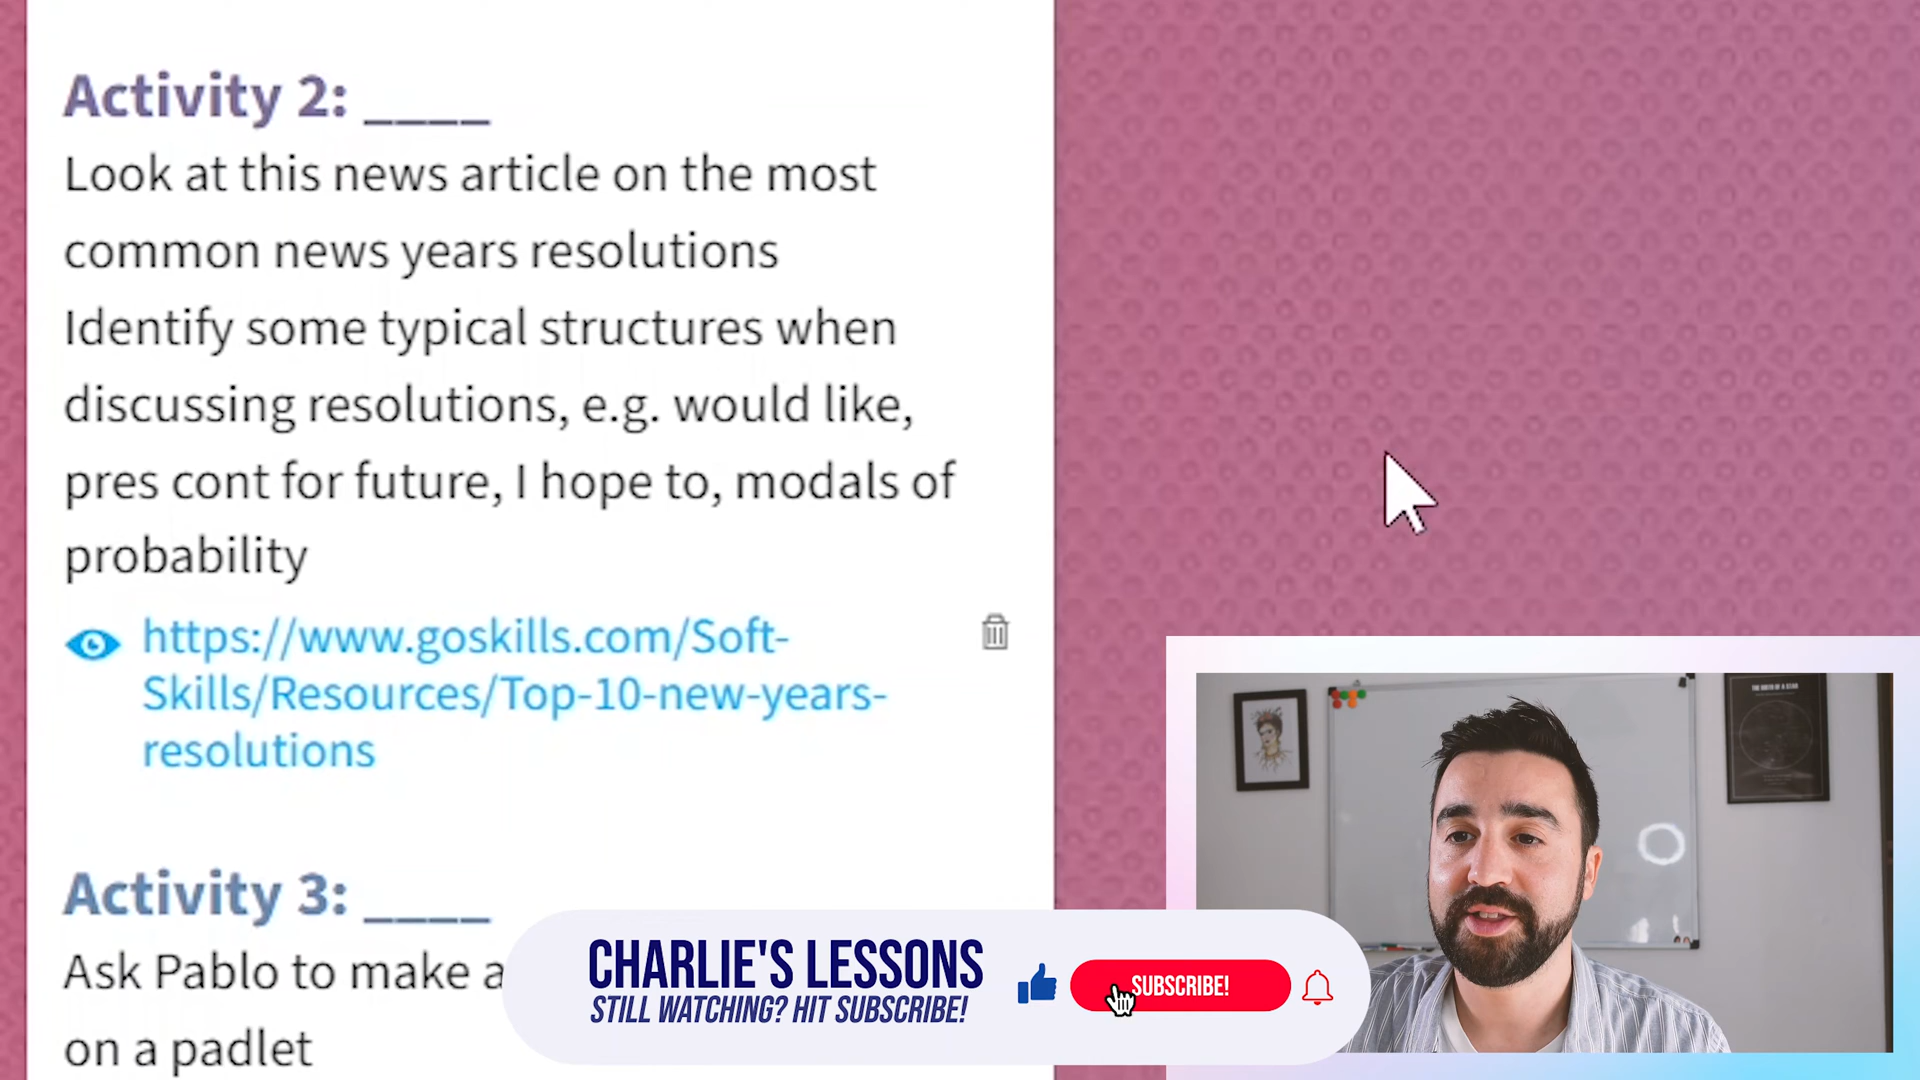 Activity 2: ____
Look at this news article on the most
common news years resolutions
Identify some typical structures when
discussing resolutions, e.g. would like,
pres cont for future, I hope to, modals of
probability
https://www.goskills.com/Soft-
Skills/Resources/Top-10-new-years-
resolutions
Activity 3: ____
Ask Pablo to make a
on a padlet
CHARLIE'S LESSONS
STILL WATCHING? HIT SUBSCRIBE!
SUBSCRIBE!